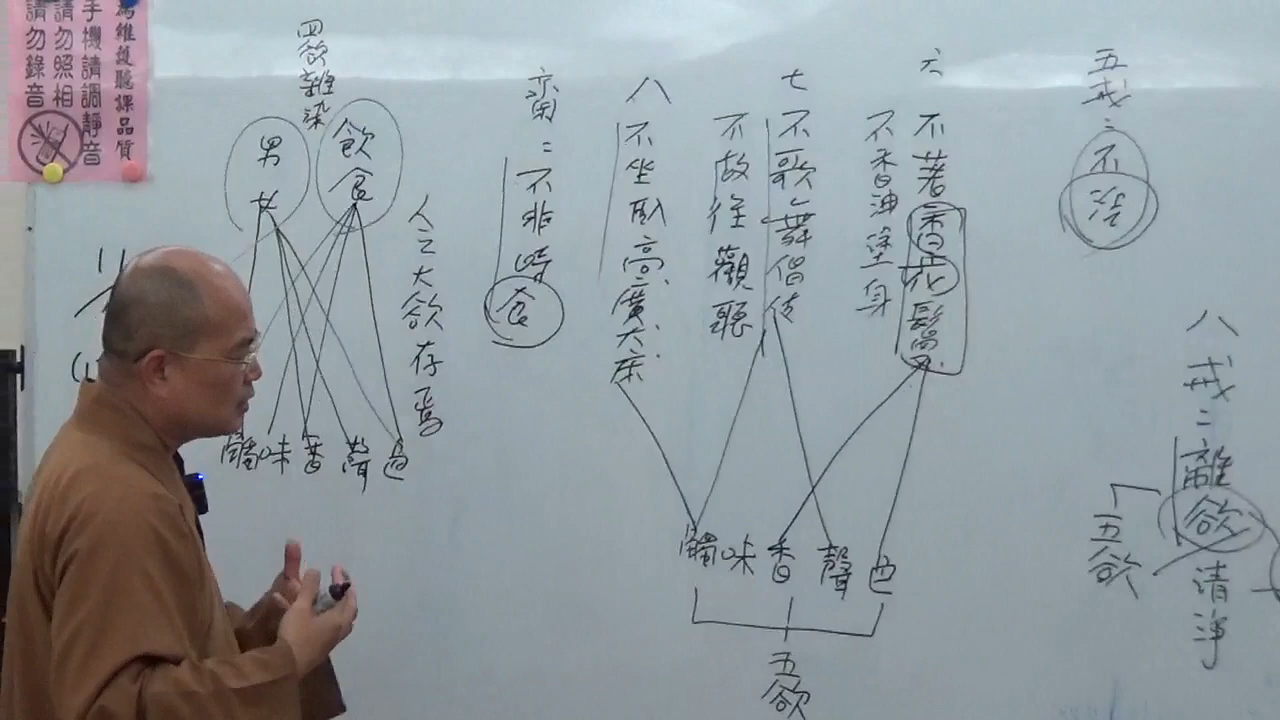 五戒：不
八戒：離欲清淨
五欲
六
不著香花鬘
不香油塗身
七
不歌舞倡伎
不故往觀聽
八
不坐臥高廣大床
齋：不非時食
觸味香聲色
五欲
人之大欲存焉
飲食
男女
四欲雜染
觸味香聲色
為維護聽課品質
手機請調靜音
請勿照相
請勿錄音